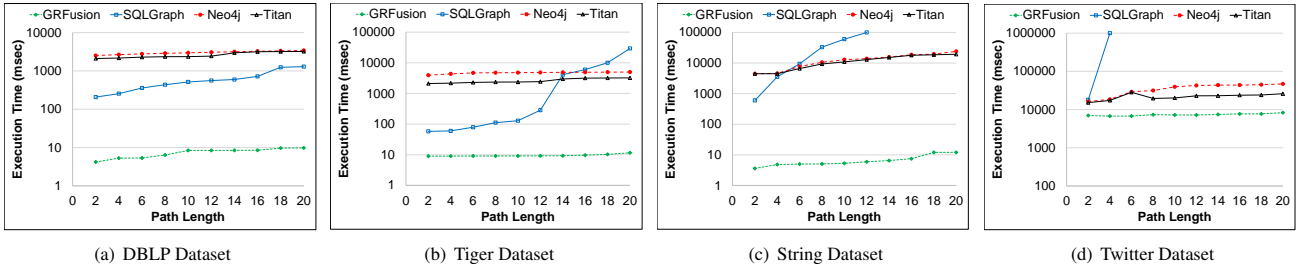 GRFusion SQLGraph Neo4j Titan
Execution Time (msec)
10000
1000
100
10
1
2 4 6 8 10 12 14 16 18 20
Path Length
(a) DBLP Dataset
GRFusion SQLGraph Neo4j Titan
Execution Time (msec)
100000
10000
1000
100
10
1
2 4 6 8 10 12 14 16 18 20
Path Length
(b) Tiger Dataset
GRFusion SQLGraph Neo4j Titan
Execution Time (msec)
100000
10000
1000
100
10
1
2 4 6 8 10 12 14 16 18 20
Path Length
(c) String Dataset
GRFusion SQLGraph Neo4j Titan
Execution Time (msec)
1000000
100000
10000
1000
100
2 4 6 8 10 12 14 16 18 20
Path Length
(d) Twitter Dataset